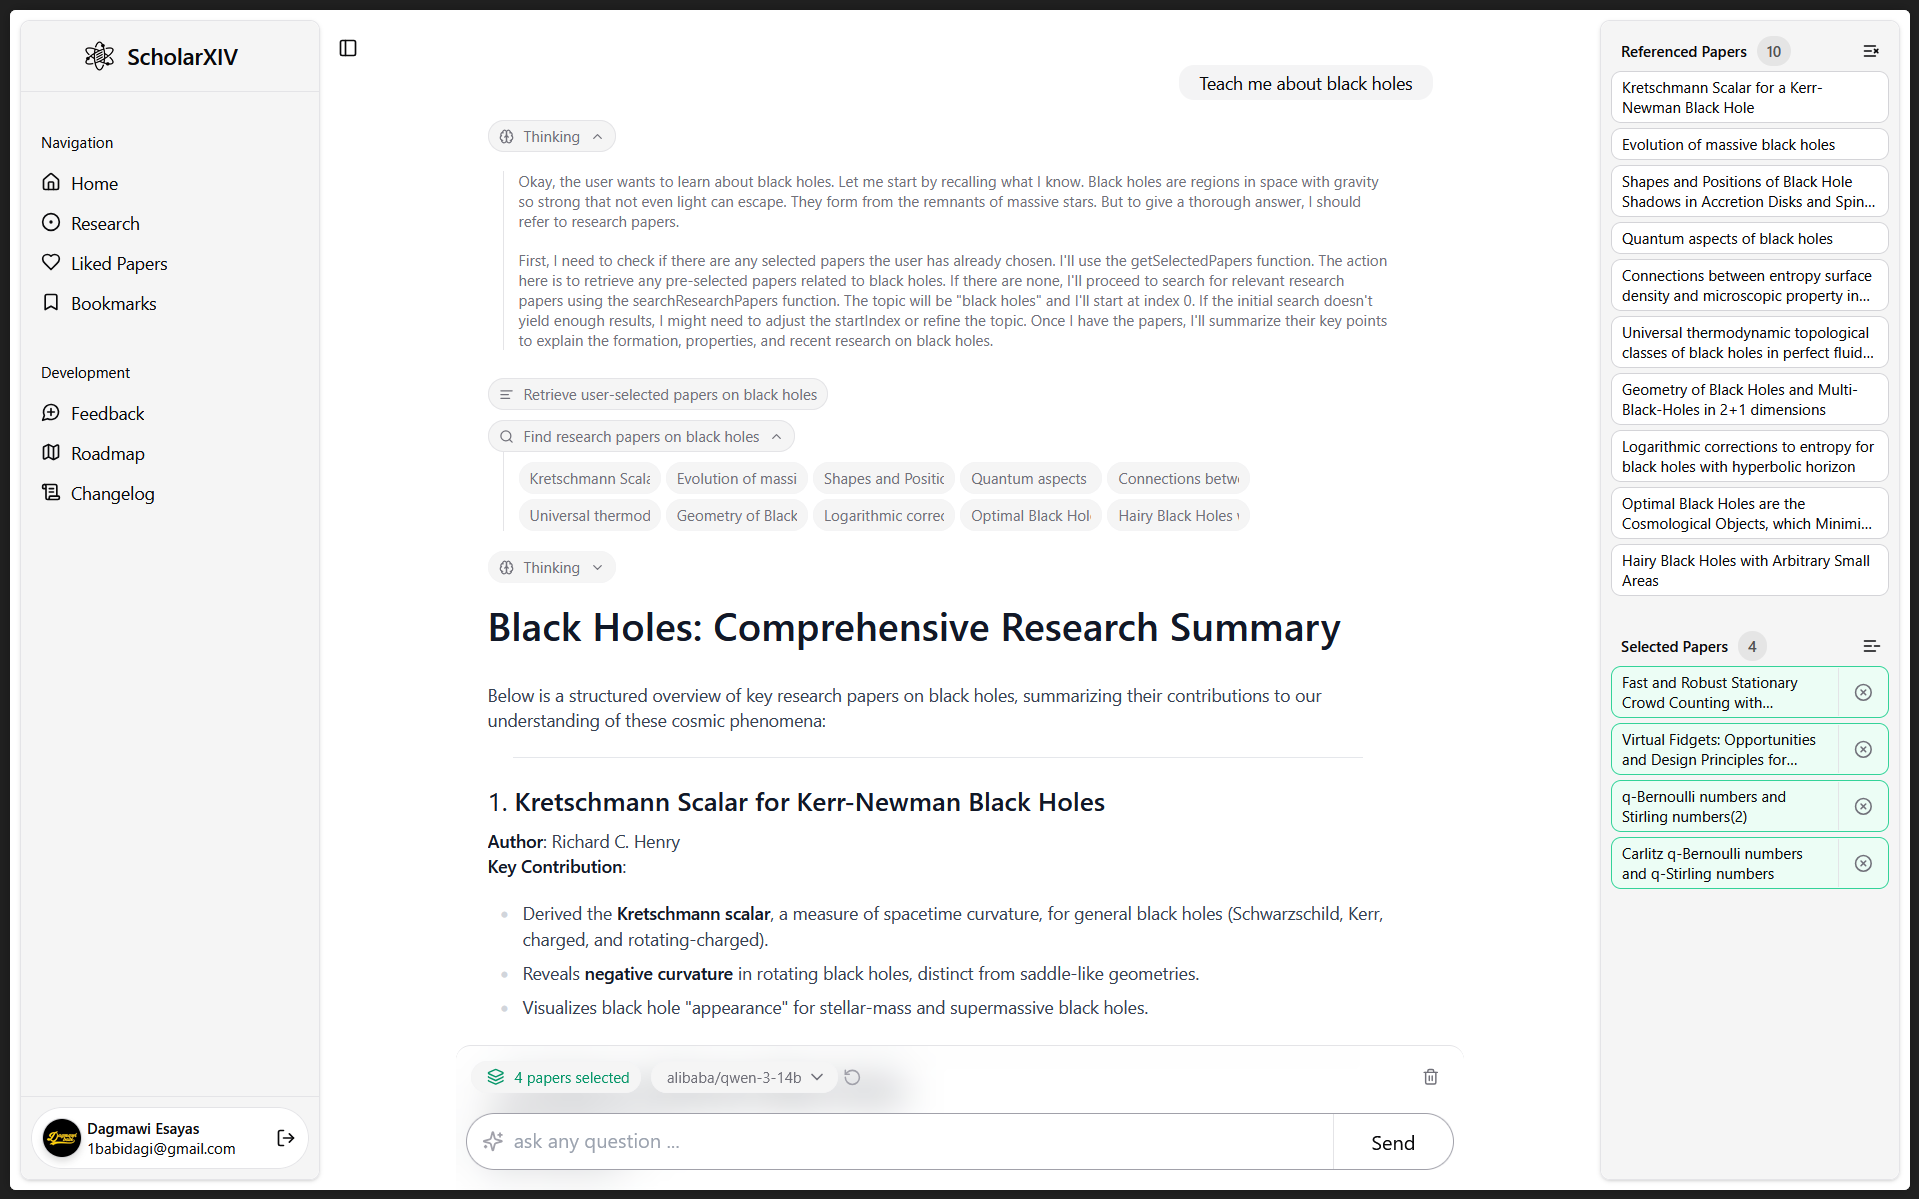 ScholarXIV
Navigation
Home
Research
Liked Papers
Bookmarks
Development
Feedback
Roadmap
Changelog
Dagmawi Esayas
1babidagi@gmail.com
Teach me about black holes
Thinking
Okay, the user wants to learn about black holes. Let me start by recalling what I know. Black holes are regions in space with gravity
so strong that not even light can escape. They form from the remnants of massive stars. But to give a thorough answer, I should
refer to research papers.
First, I need to check if there are any selected papers the user has already chosen. I'll use the getSelectedPapers function. The action
here is to retrieve any pre-selected papers related to black holes. If there are none, I'll proceed to search for relevant research
papers using the searchResearchPapers function. The topic will be "black holes" and I'll start at index 0. If the initial search doesn't
yield enough results, I might need to adjust the startIndex or refine the topic. Once I have the papers, I'll summarize their key points
to explain the formation, properties, and recent research on black holes.
Retrieve user-selected papers on black holes
Find research papers on black holes
Kretschmann Scala Evolution of massi Shapes and Positic Quantum aspects Connections betw
Universal thermod Geometry of Black Logarithmic correc Optimal Black Hol Hairy Black Holes
Thinking
Black Holes: Comprehensive Research Summary
Below is a structured overview of key research papers on black holes, summarizing their contributions to our
understanding of these cosmic phenomena:
1. Kretschmann Scalar for Kerr-Newman Black Holes
Author: Richard C. Henry
Key Contribution:
Derived the Kretschmann scalar, a measure of spacetime curvature, for general black holes (Schwarzschild, Kerr,
charged, and rotating-charged).
Reveals negative curvature in rotating black holes, distinct from saddle-like geometries.
Visualizes black hole "appearance" for stellar-mass and supermassive black holes.
4 papers selected
alibaba/qwen-3-14b
ask any question ...
Send
Referenced Papers 10
Kretschmann Scalar for a Kerr-
Newman Black Hole
Evolution of massive black holes
Shapes and Positions of Black Hole
Shadows in Accretion Disks and Spin...
Quantum aspects of black holes
Connections between entropy surface
density and microscopic property in...
Universal thermodynamic topological
classes of black holes in perfect fluid...
Geometry of Black Holes and Multi-
Black-Holes in 2+1 dimensions
Logarithmic corrections to entropy for
black holes with hyperbolic horizon
Optimal Black Holes are the
Cosmological Objects, which Minimi...
Hairy Black Holes with Arbitrary Small
Areas
Selected Papers 4
Fast and Robust Stationary
Crowd Counting with...
Virtual Fidgets: Opportunities
and Design Principles for...
q-Bernoulli numbers and
Stirling numbers(2)
Carlitz q-Bernoulli numbers
and q-Stirling numbers